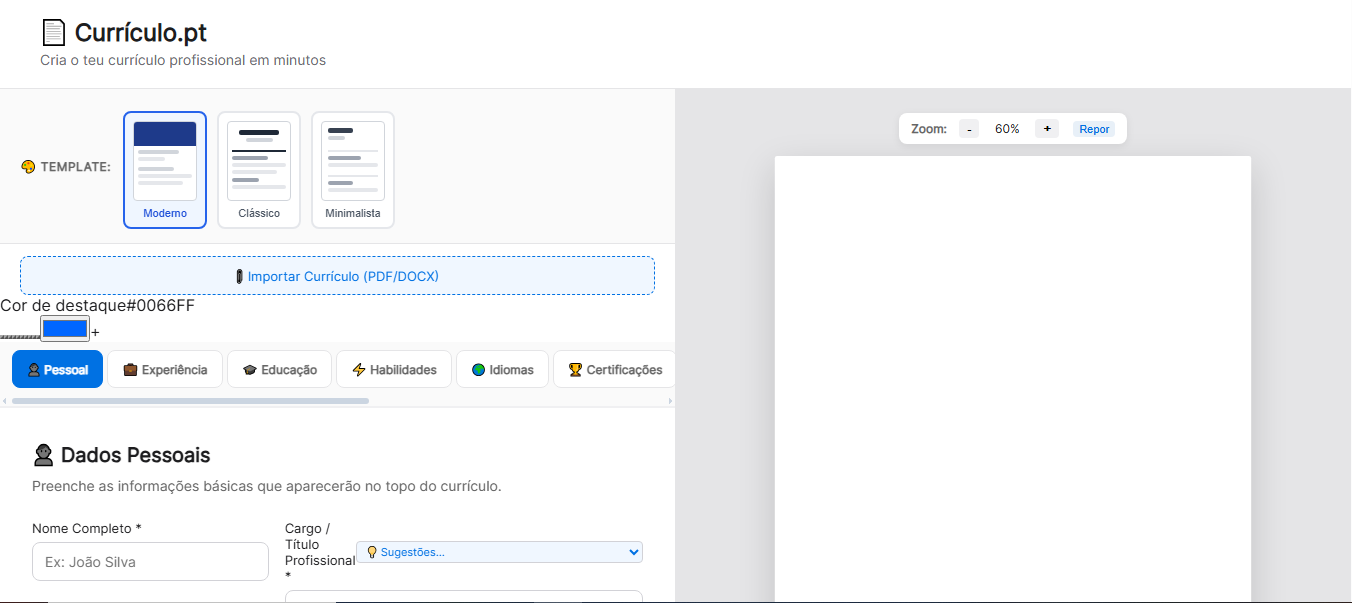 Currículo.pt
Cria o teu currículo profissional em minutos
TEMPLATE:
Moderno
Clássico
Minimalista
Importar Currículo (PDF/DOCX)
Cor de destaque#0066FF
+
Pessoal
Experiência
Educação
Habilidades
Idiomas
Certificações
Dados Pessoais
Preenche as informações básicas que aparecerão no topo do currículo.
Nome Completo *
Ex: João Silva
Cargo /
Título
Profissional
*
Sugestões...
Zoom:
-
60%
+
Repor